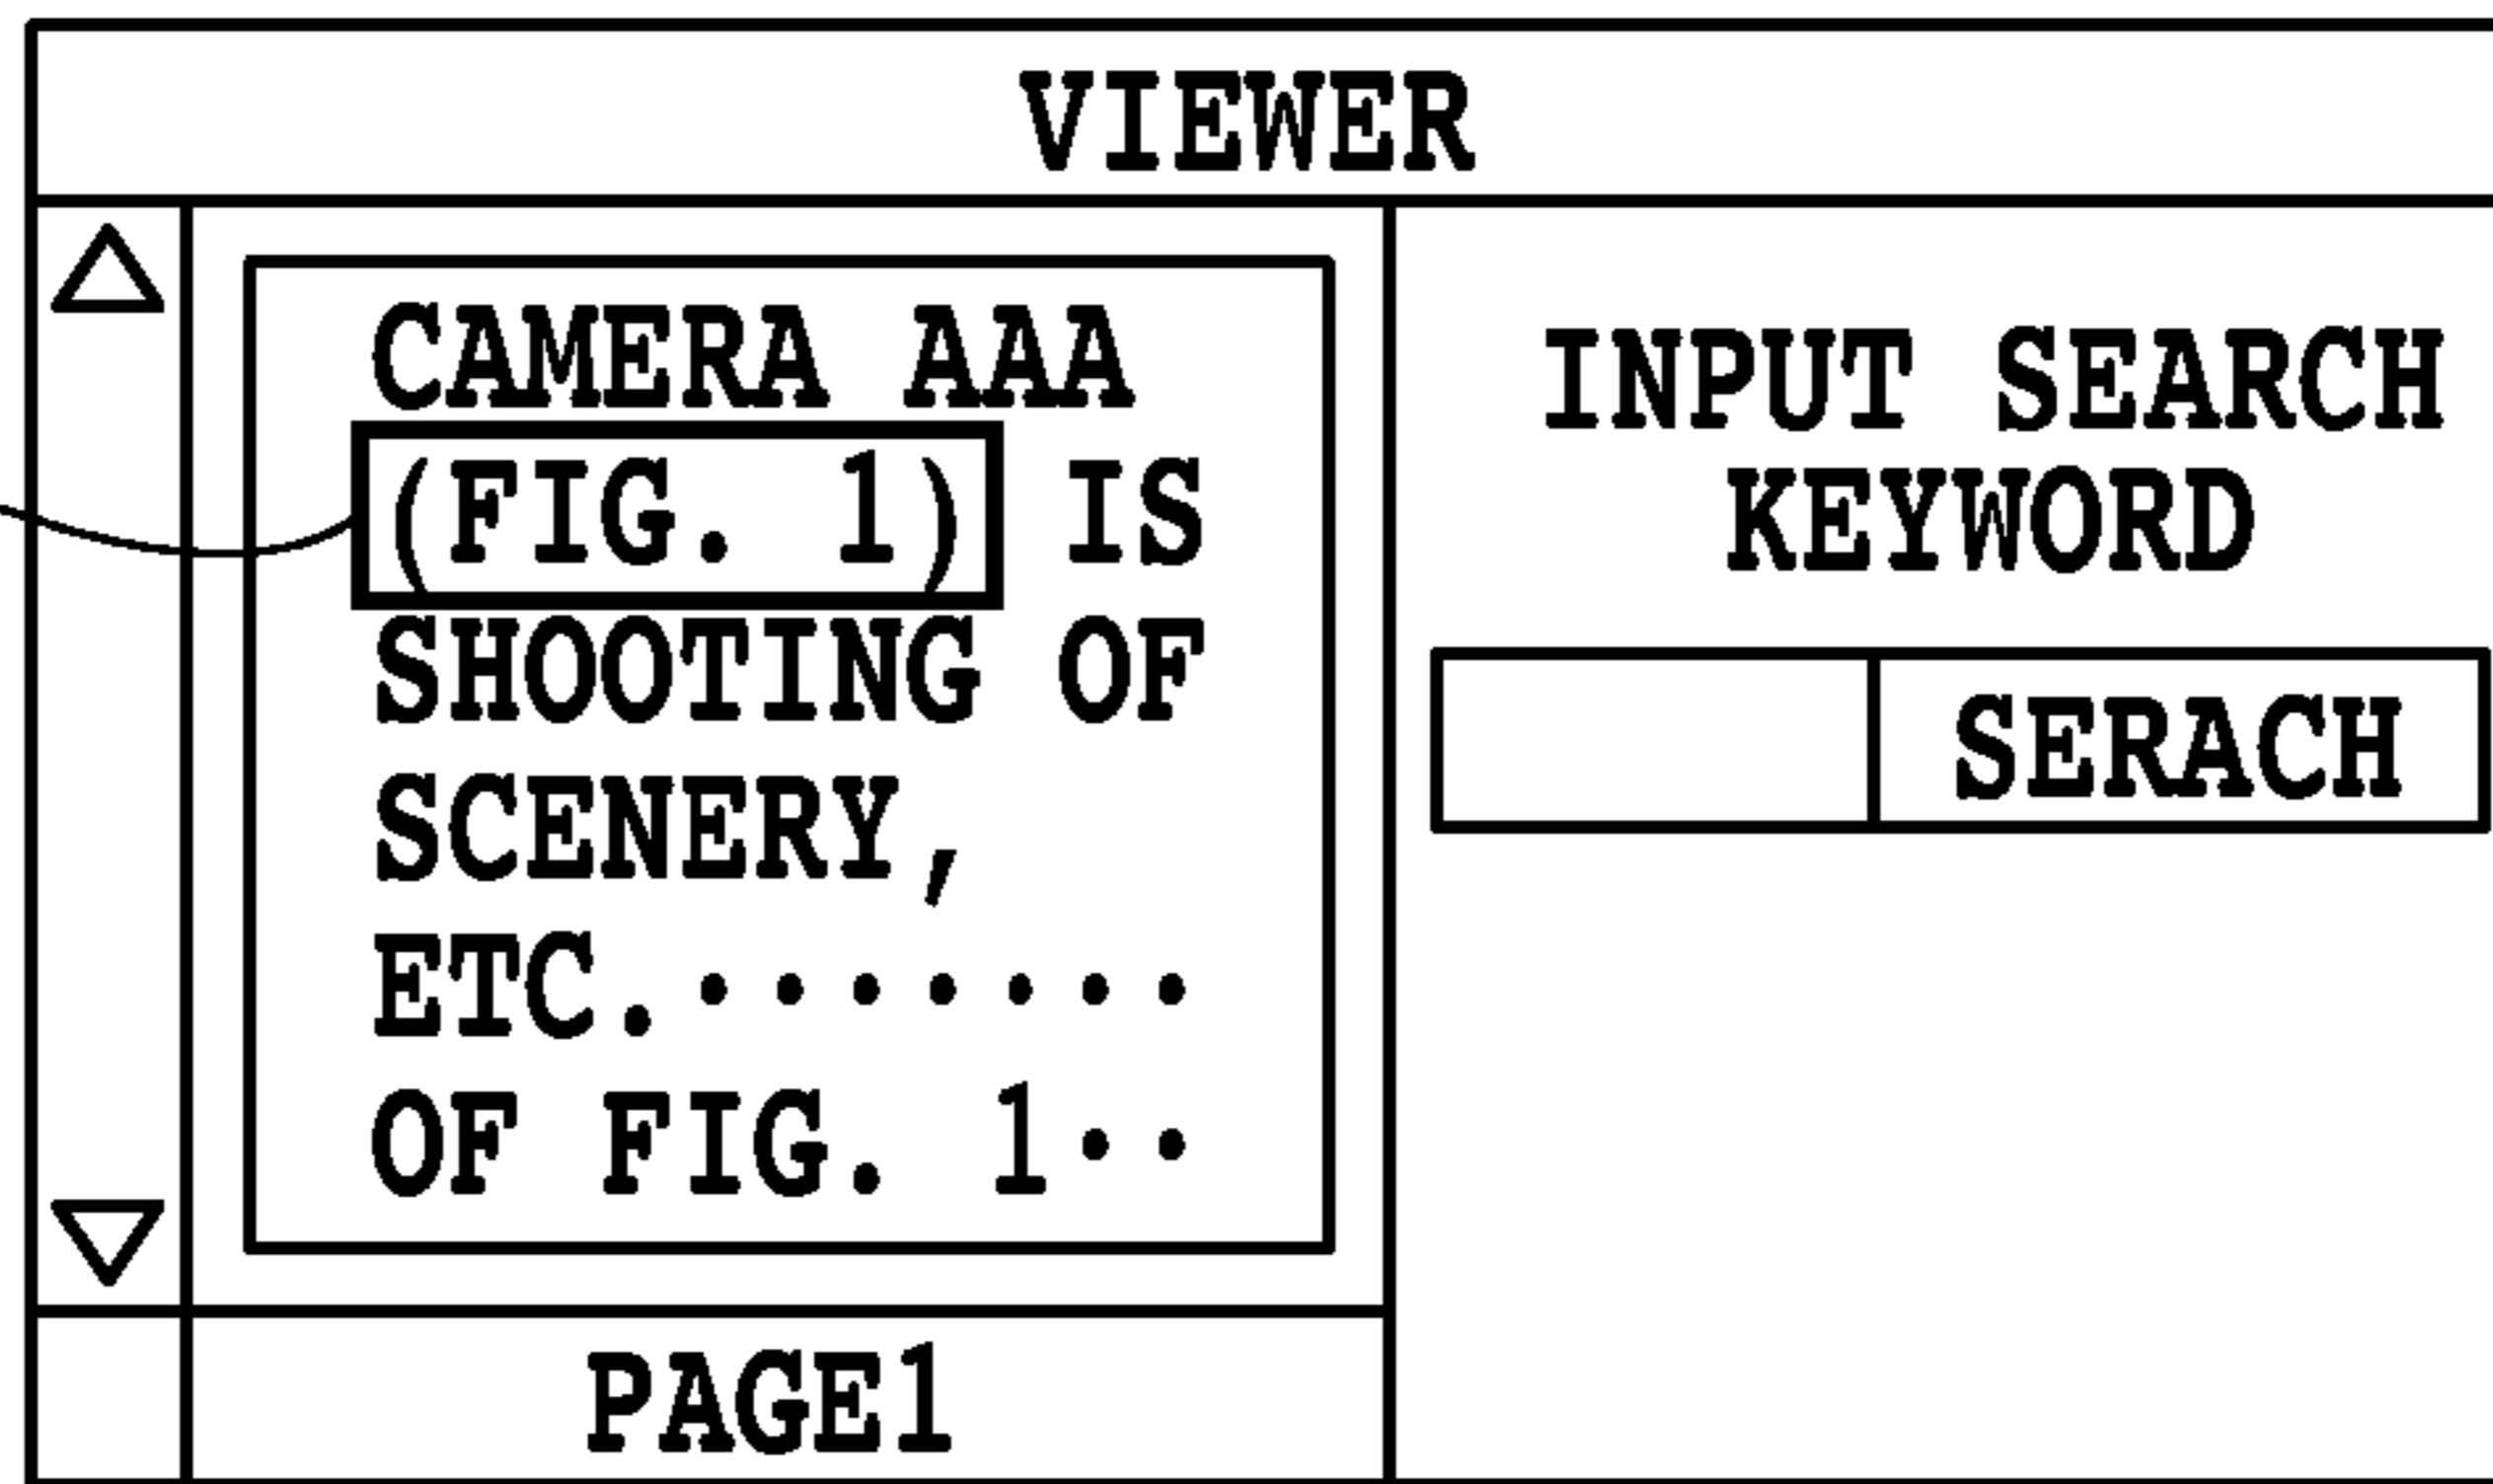 VIEWER
CAMERA AAA
(FIG. 1) IS
SHOOTING OF
SCENERY,
ETC.·······
OF FIG. 1··
PAGE1
INPUT SEARCH
KEYWORD
SERACH